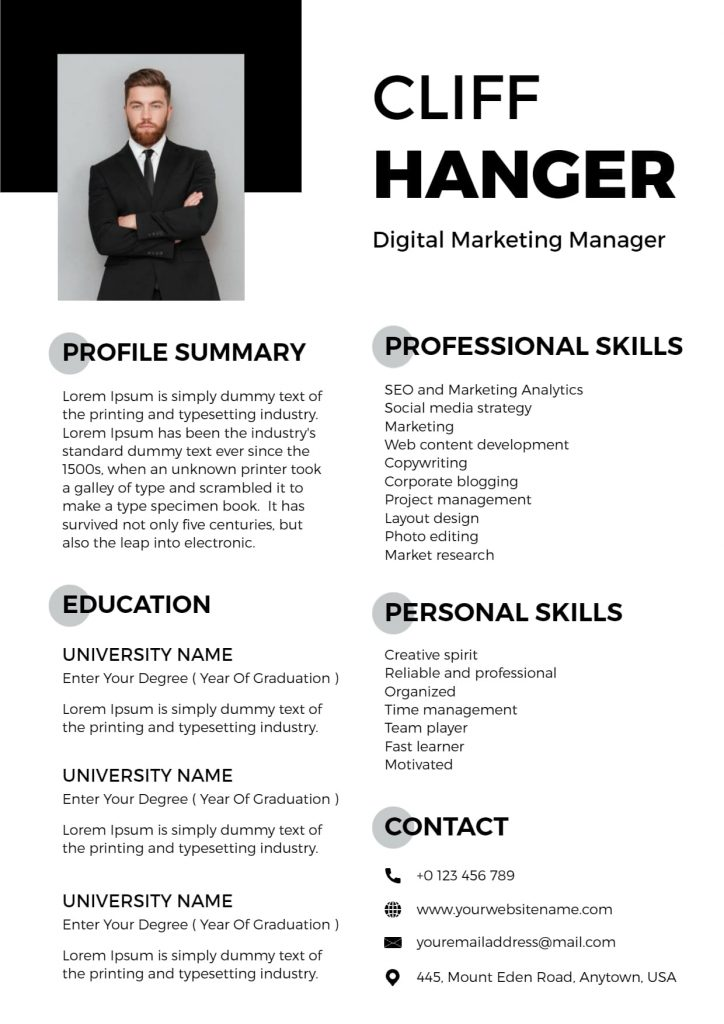 CLIFF
HANGER
Digital Marketing Manager
PROFILE SUMMARY
Lorem Ipsum is simply dummy text of
the printing and typesetting industry.
Lorem Ipsum has been the industry's
standard dummy text ever since the
1500s, when an unknown printer took
a galley of type and scrambled it to
make a type specimen book.  It has
survived not only five centuries, but
also the leap into electronic.
EDUCATION
UNIVERSITY NAME
Enter Your Degree ( Year Of Graduation )
Lorem Ipsum is simply dummy text of
the printing and typesetting industry.
UNIVERSITY NAME
Enter Your Degree ( Year Of Graduation )
Lorem Ipsum is simply dummy text of
the printing and typesetting industry.
UNIVERSITY NAME
Enter Your Degree ( Year Of Graduation )
Lorem Ipsum is simply dummy text of
the printing and typesetting industry.
PROFESSIONAL SKILLS
SEO and Marketing Analytics
Social media strategy
Marketing
Web content development
Copywriting
Corporate blogging
Project management
Layout design
Photo editing
Market research
PERSONAL SKILLS
Creative spirit
Reliable and professional
Organized
Time management
Team player
Fast learner
Motivated
CONTACT
+0 123 456 789
www.yourwebsitename.com
youremailaddress@mail.com
445, Mount Eden Road, Anytown, USA